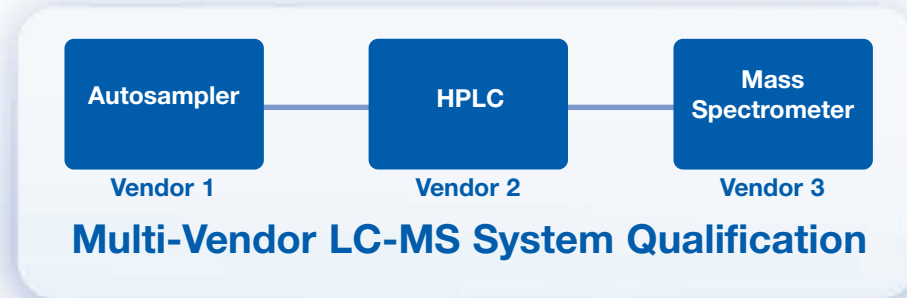 Autosampler
HPLC
Mass
Spectrometer
Vendor 1
Vendor 2
Vendor 3
Multi-Vendor LC-MS System Qualification